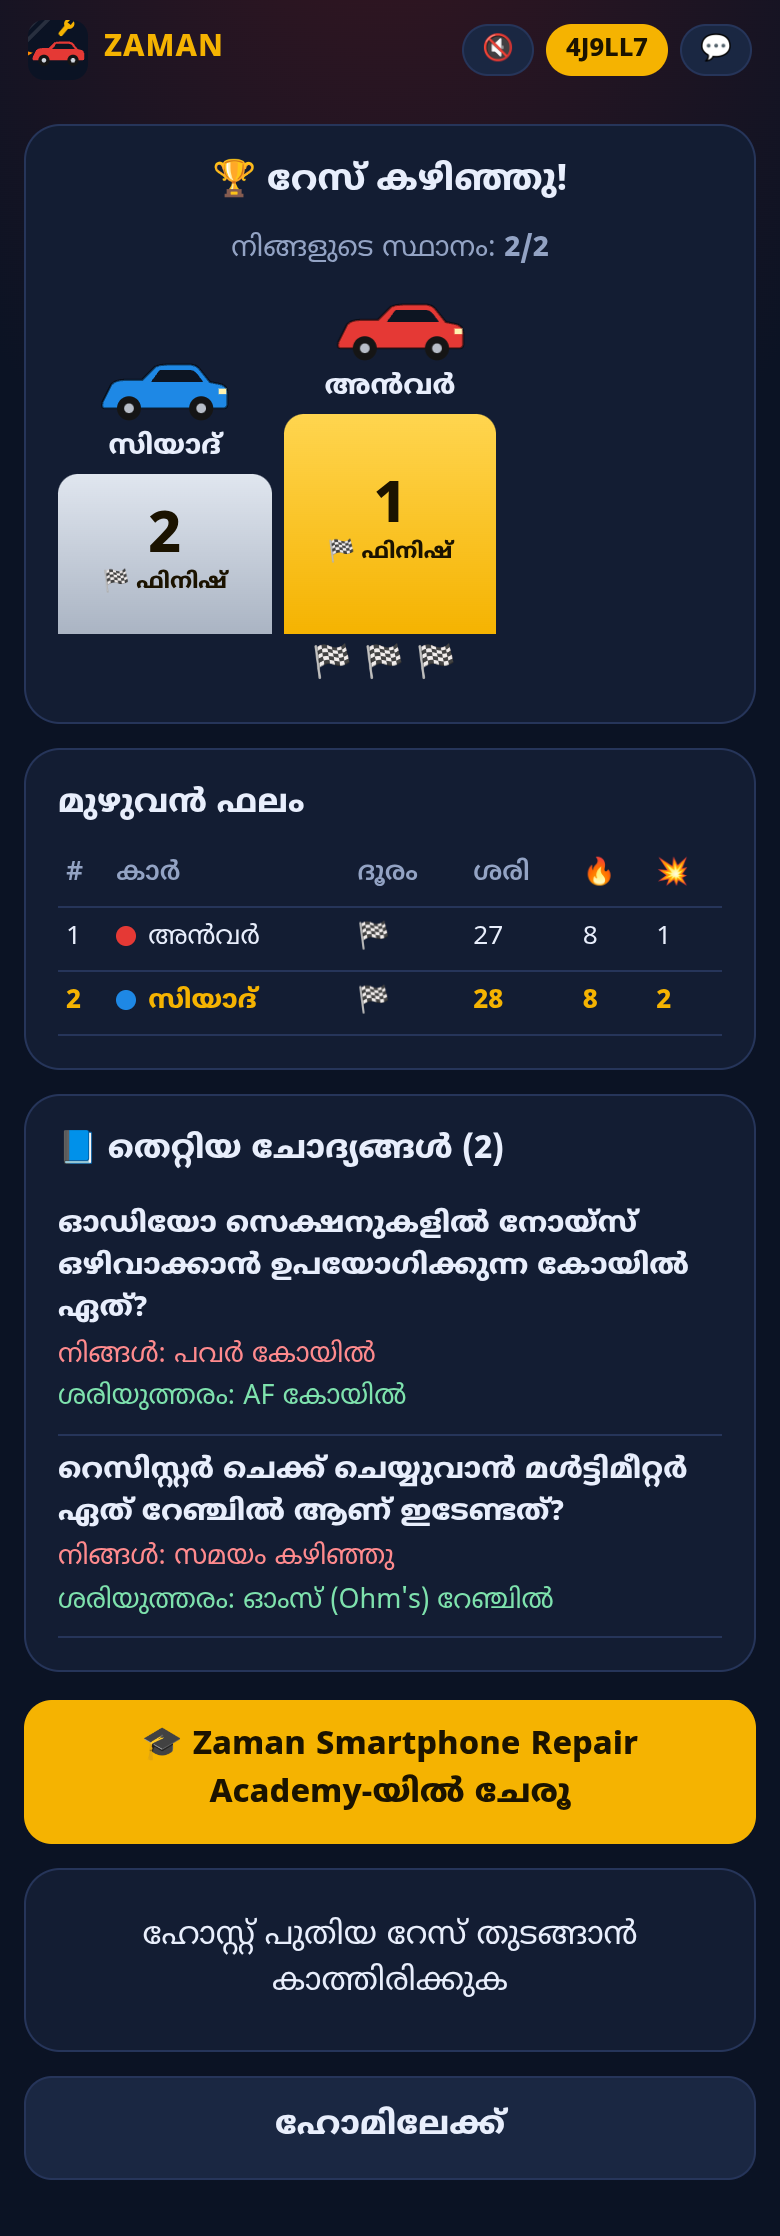 ZAMAN
4J9LL7
🏆 റേസ് കഴിഞ്ഞു!
നിങ്ങളുടെ സ്ഥാനം: 2/2
അൻവർ
സിയാദ്
1
🏁 ഫിനിഷ്
2
🏁 ഫിനിഷ്
മുഴുവൻ ഫലം
# കാർ ദൂരം ശരി 🔥 💥
1 അൻവർ 🏁 27 8 1
2 സിയാദ് 🏁 28 8 2
📘 തെറ്റിയ ചോദ്യങ്ങൾ (2)
ഓഡിയോ സെക്ഷനുകളിൽ നോയ്സ്
ഒഴിവാക്കാൻ ഉപയോഗിക്കുന്ന കോയിൽ
ഏത്?
നിങ്ങൾ: പവർ കോയിൽ
ശരിയുത്തരം: AF കോയിൽ
റെസിസ്റ്റർ ചെക്ക് ചെയ്യുവാൻ മൾട്ടിമീറ്റർ
ഏത് റേഞ്ചിൽ ആണ് ഇടേണ്ടത്?
നിങ്ങൾ: സമയം കഴിഞ്ഞു
ശരിയുത്തരം: ഓംസ് (Ohm's) റേഞ്ചിൽ
🎓 Zaman Smartphone Repair
Academy-യിൽ ചേരൂ
ഹോസ്റ്റ് പുതിയ റേസ് തുടങ്ങാൻ
കാത്തിരിക്കുക
ഹോമിലേക്ക്